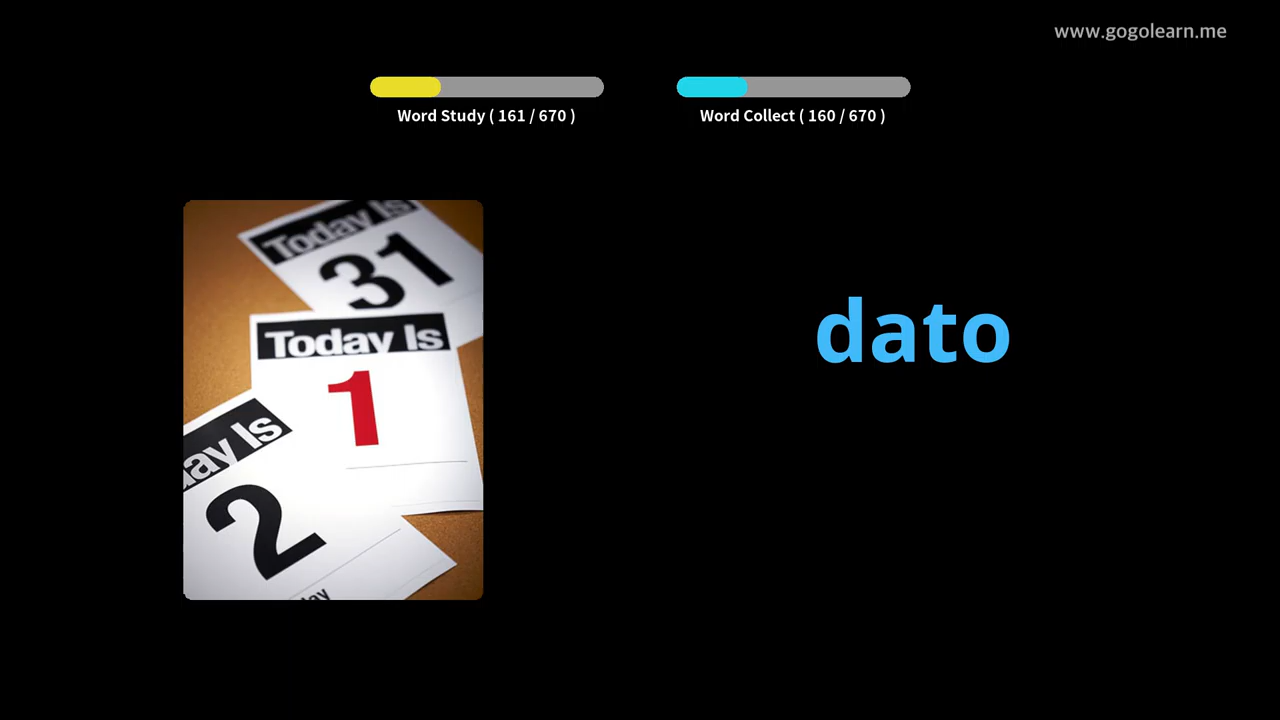 www.gogolearn.me
Word Study ( 161 / 670 )
Word Collect ( 160 / 670 )
Today Is
31
Today Is
1
ay Is
2
dato